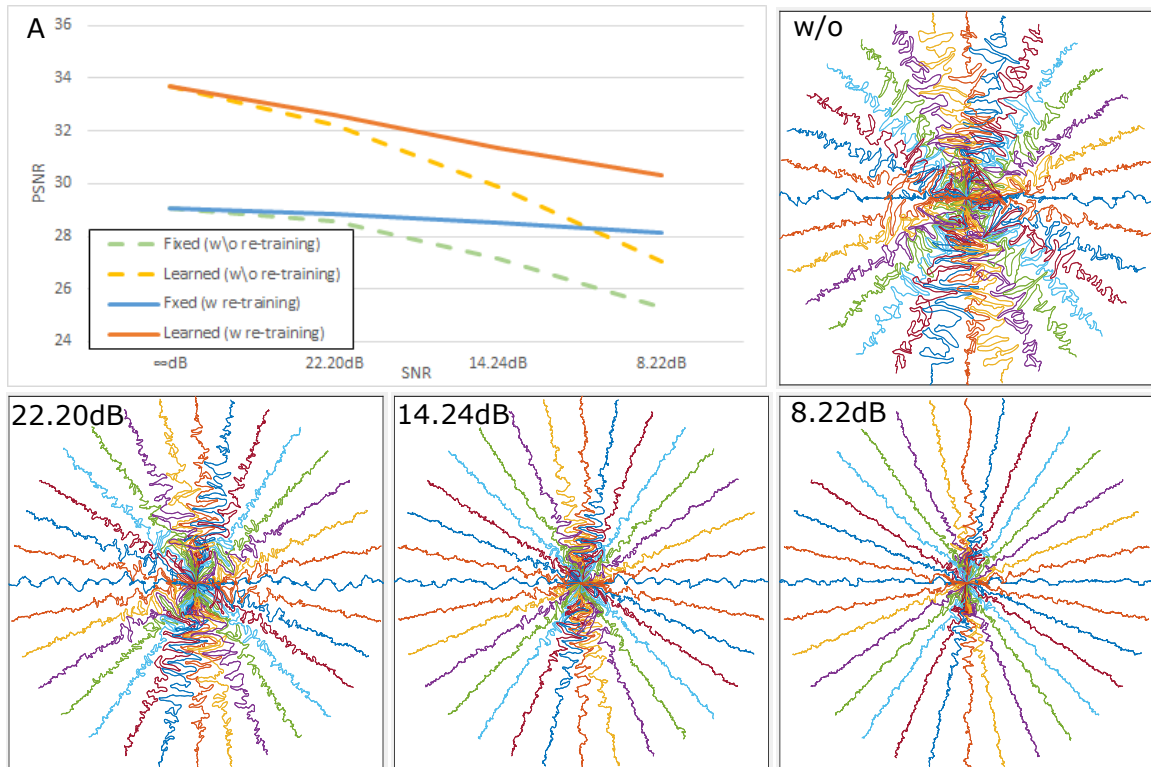 A
36
34
32
30
28
26
24
PSNR
Fixed (w\o re-training)
Learned (w\o re-training)
Fxed (w re-training)
Learned (w re-training)
∞dB
22.20dB
14.24dB
8.22dB
SNR
w/o
22.20dB
14.24dB
8.22dB